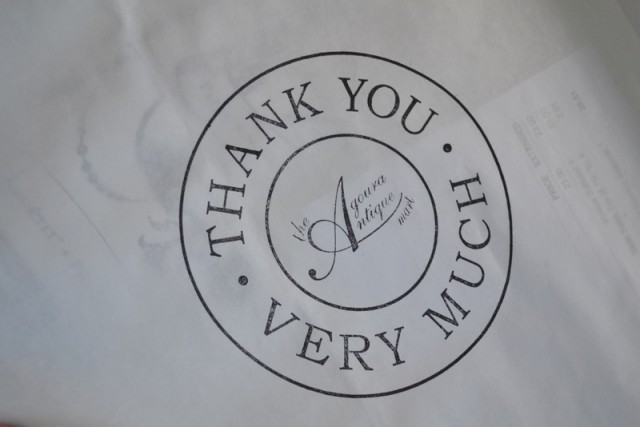 THANK YOU
VERY MUCH
the Agoura
Antique
mart